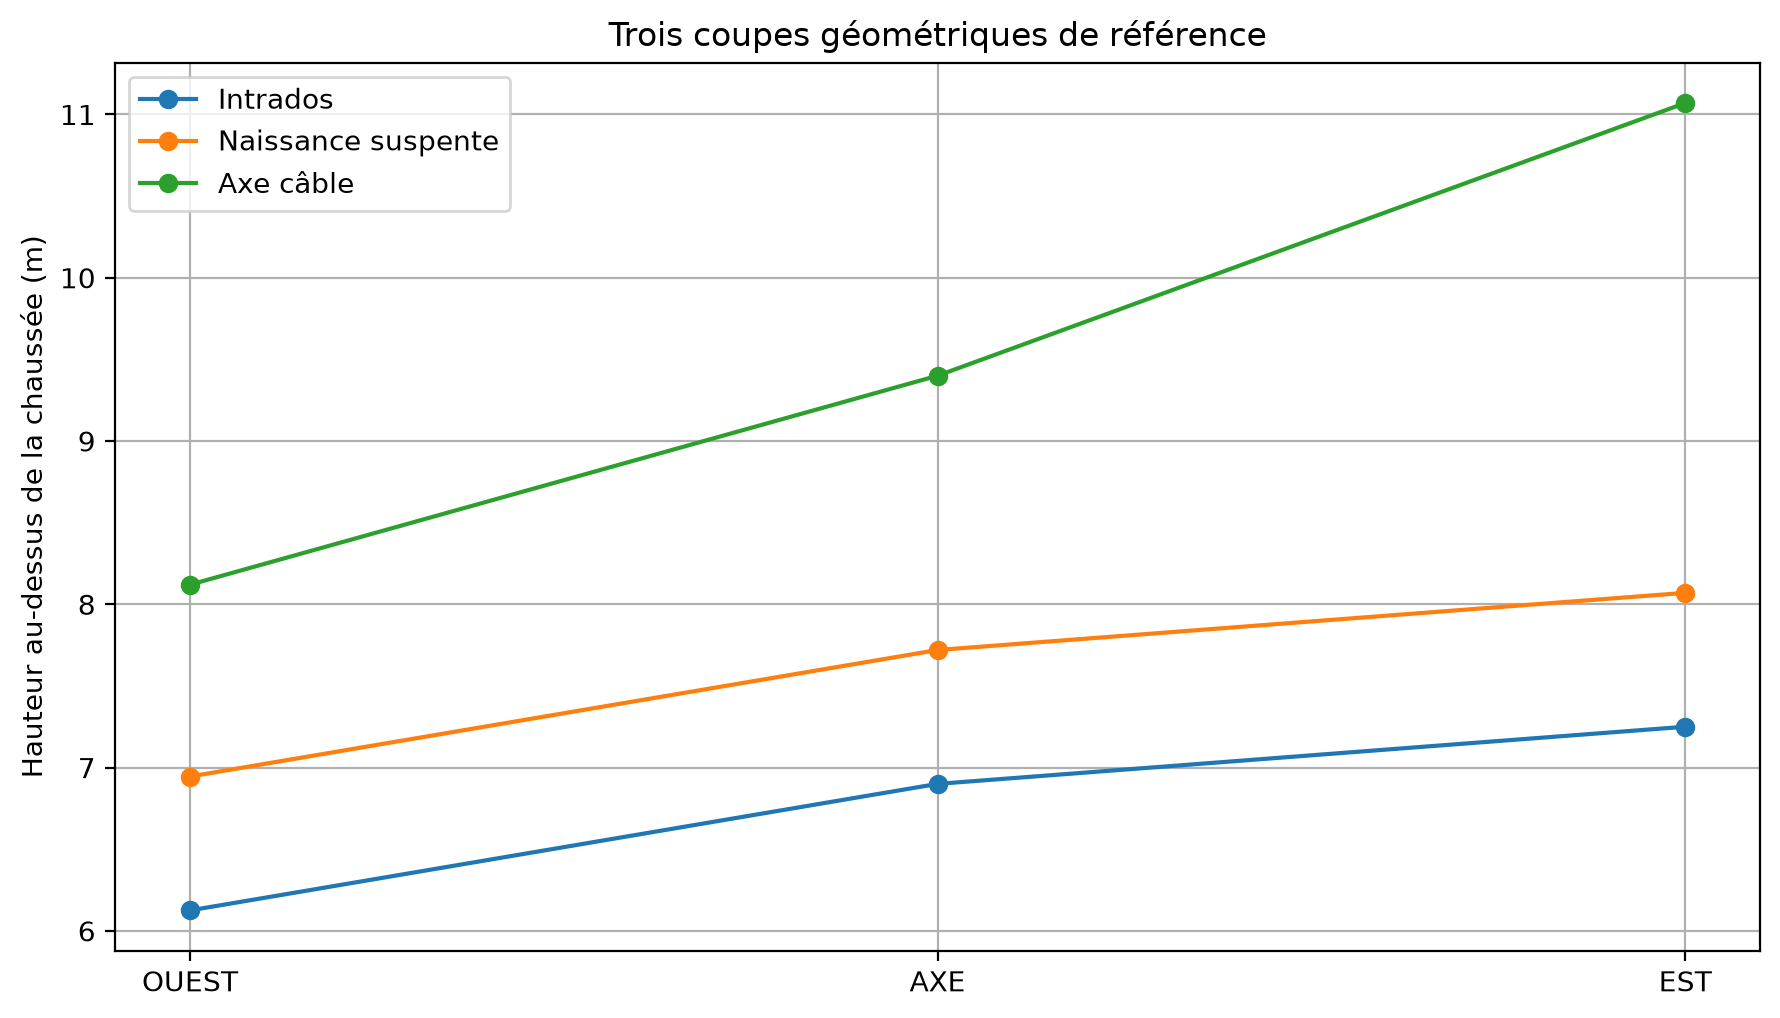 Trois coupes géométriques de référence
Intrados
Naissance suspente
Axe câble
Hauteur au-dessus de la chaussée (m)
11
10
9
8
7
6
OUEST
AXE
EST